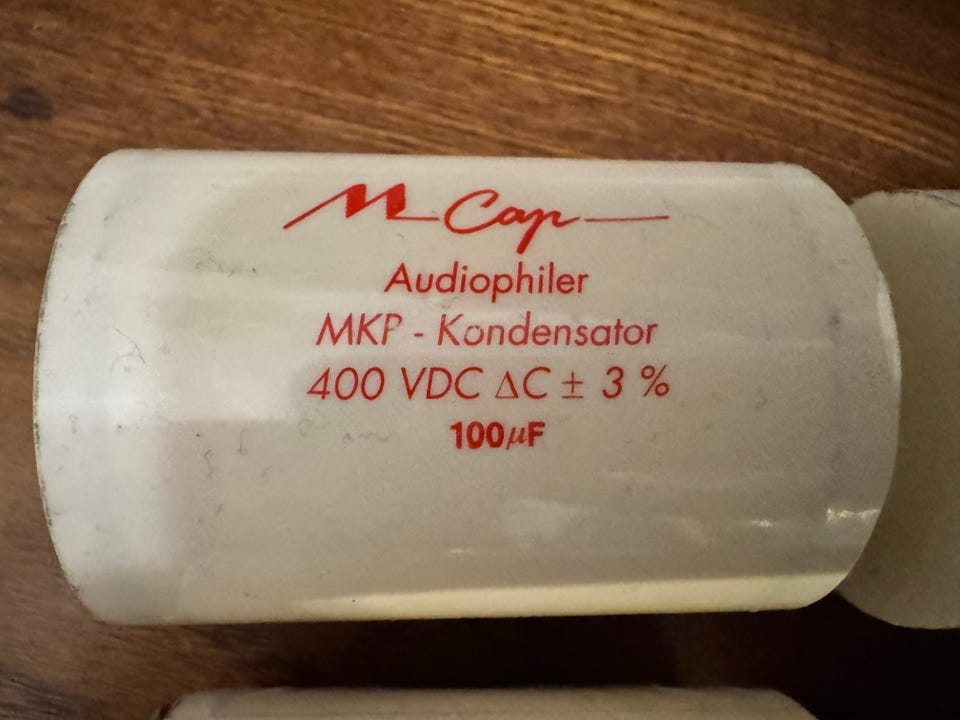 M Cap
Audiophiler
MKP - Kondensator
400 VDC ΔC ± 3 %
100µF